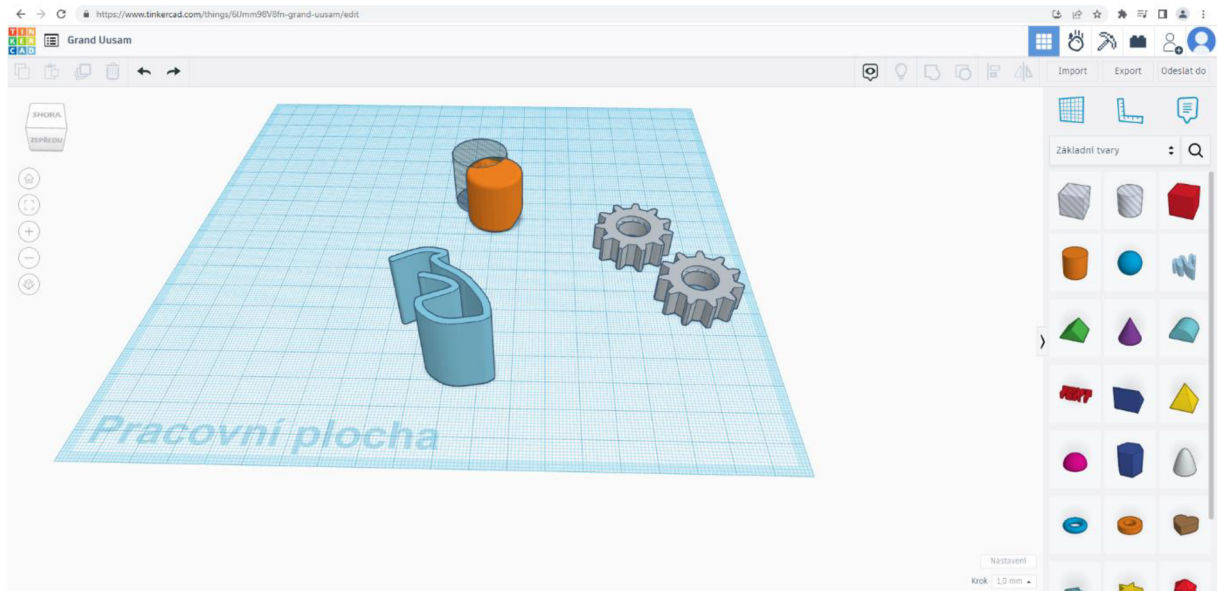 https://www.tinkercad.com/things/6Umm98V8fn-grand-uusam/edit
TIN
KER
CAD
Grand Uusam
Import
Export
Odeslat do
SHORA
ZEPŘEDU
Základní tvary
TEXT
Pracovní plocha
Nastavení
Krok 1,0 mm